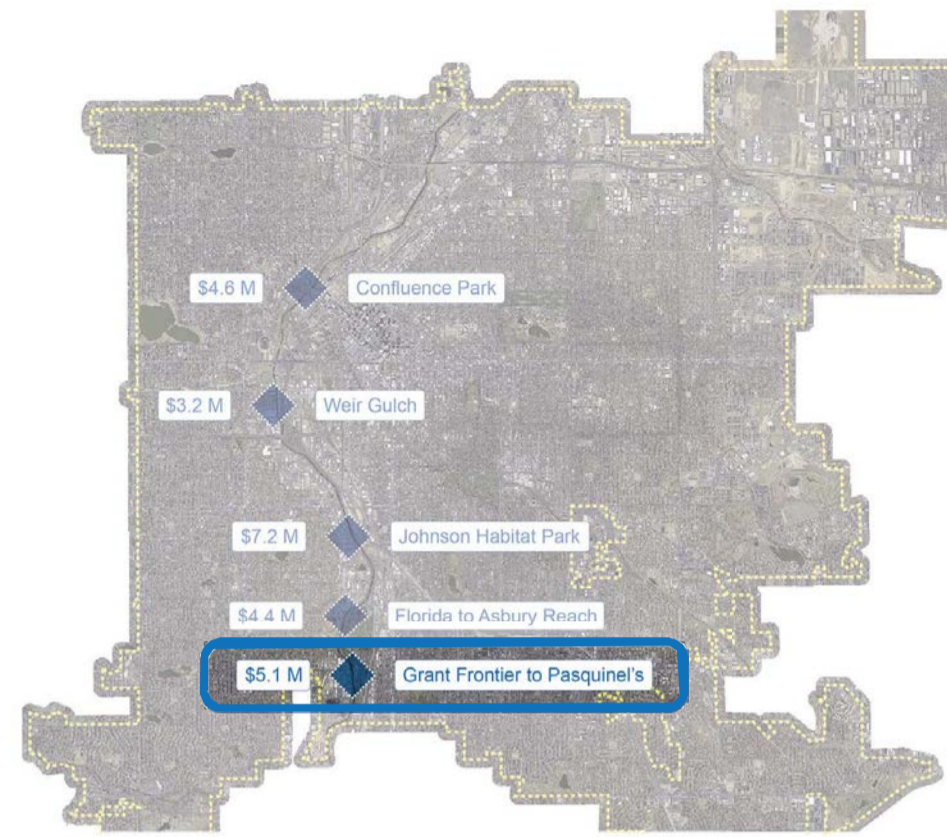 $4.6 M Confluence Park
$3.2 M Weir Gulch
$7.2 M Johnson Habitat Park
$4.4 M Florida to Asbury Reach
$5.1 M Grant Frontier to Pasquinel's